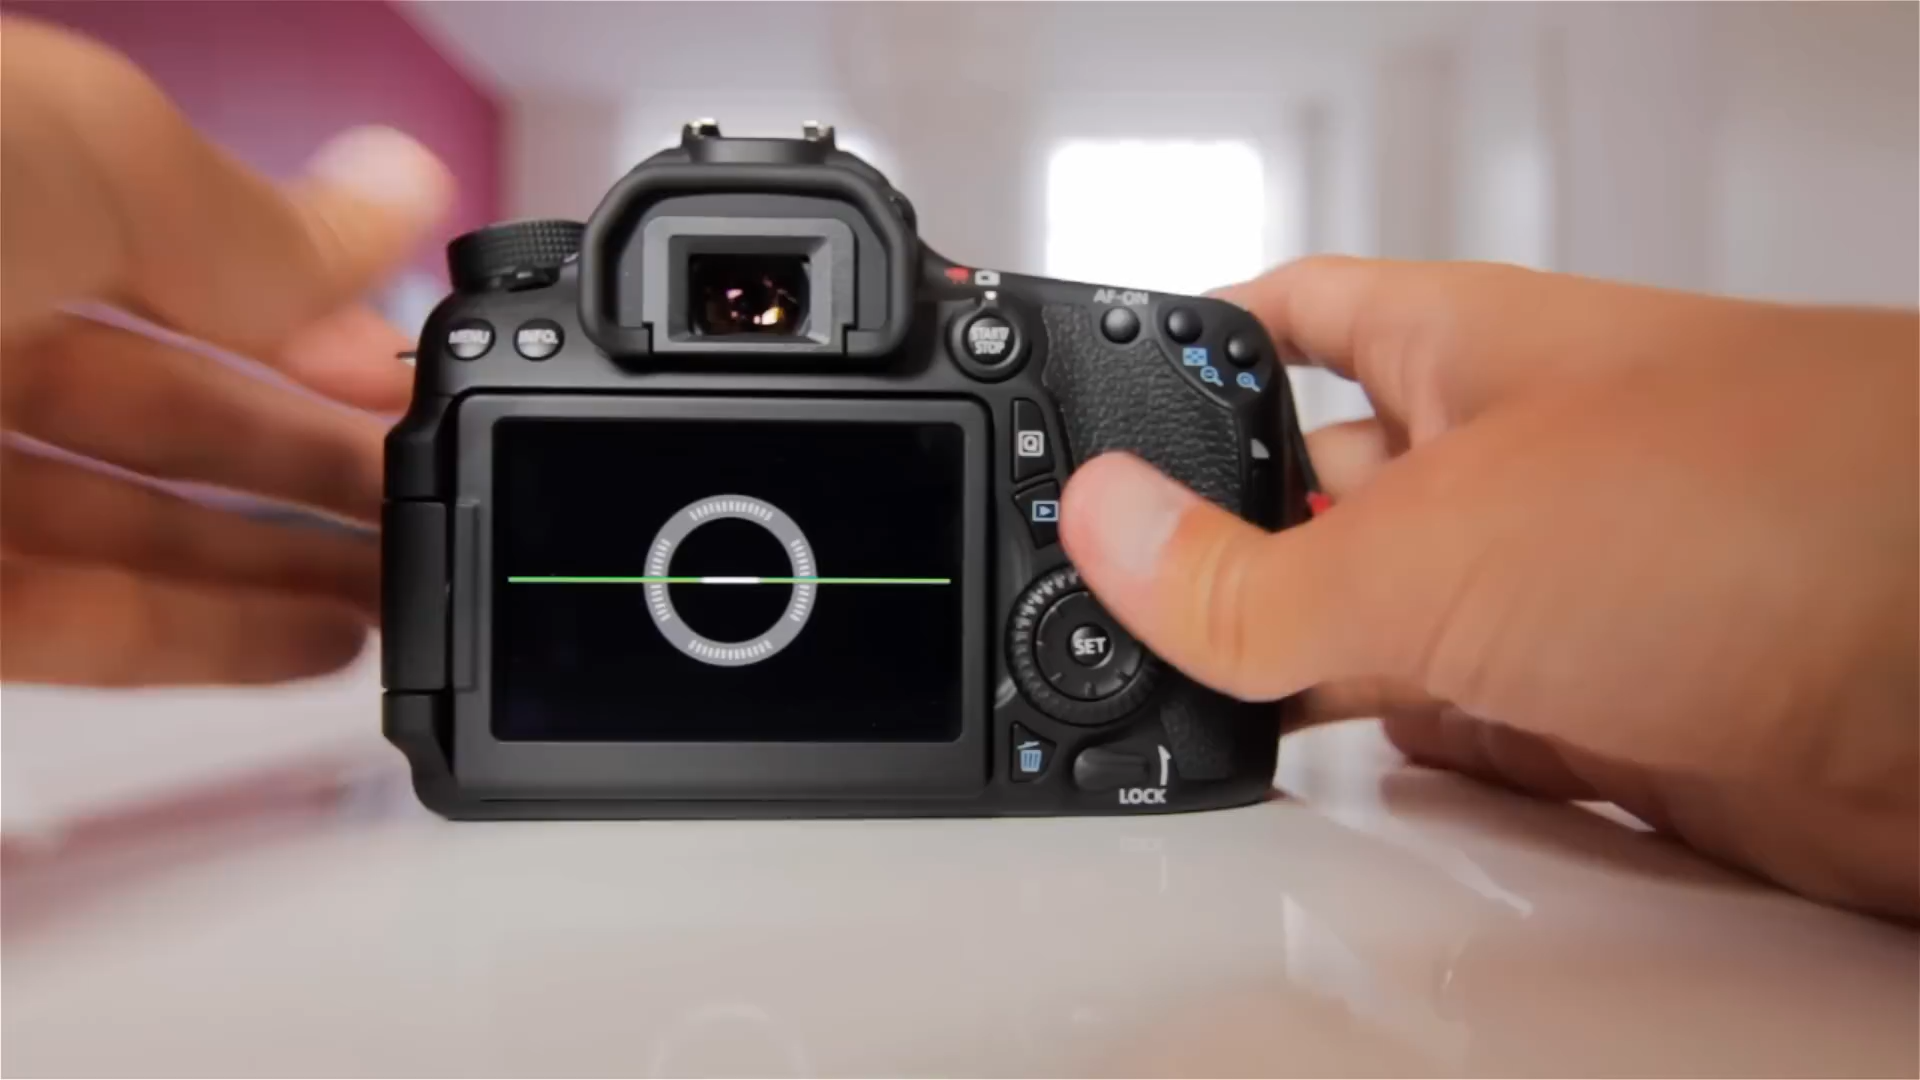 AF-ON
MENU
INFO.
START/
STOP
Q
SET
LOCK